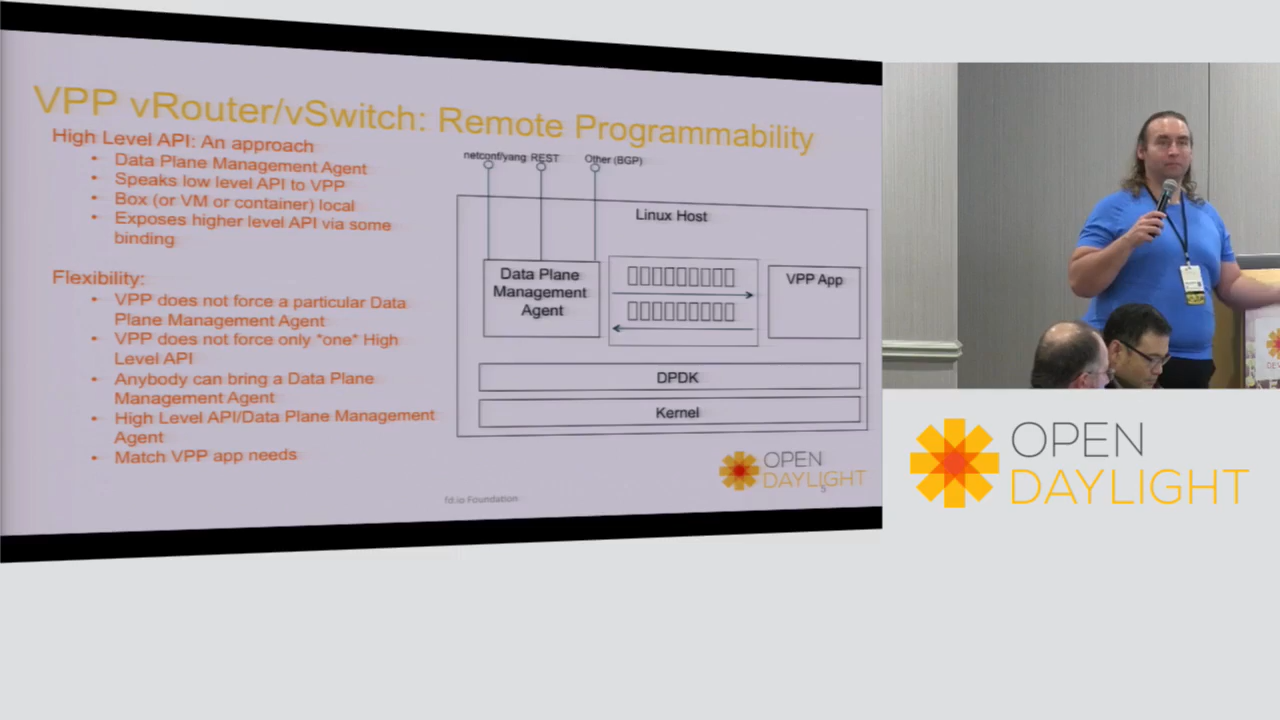 VPP vRouter/vSwitch: Remote Programmability
High Level API: An approach
• Data Plane Management Agent
• Speaks low level API to VPP
• Box (or VM or container) local
• Exposes higher level API via some
binding
Flexibility:
• VPP does not force a particular Data
Plane Management Agent
• VPP does not force only *one* High
Level API
• Anybody can bring a Data Plane
Management Agent
• High Level API/Data Plane Management
Agent
• Match VPP app needs
netconf/yang REST
Other (BGP)
Linux Host
Data Plane
Management
Agent
VPP App
DPDK
Kernel
fd.io Foundation
OPEN
DAYLIGHT
5
OPEN
DAYLIGHT